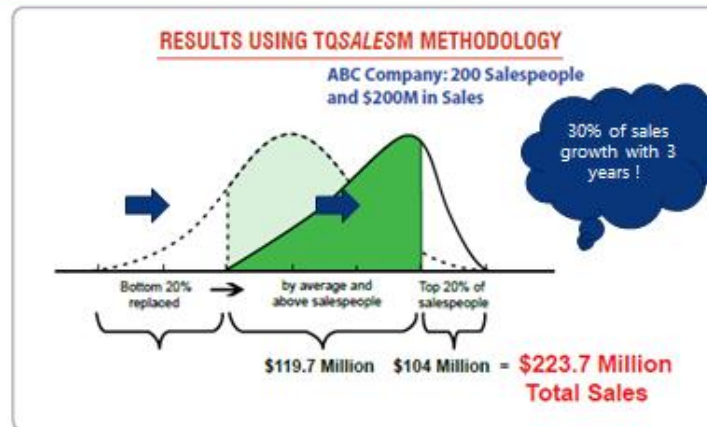 RESULTS USING TQSALESM METHODOLOGY
ABC Company: 200 Salespeople
and $200M in Sales
30% of sales
growth with 3
years !
Bottom 20%
replaced
by average and
above salespeople
Top 20% of
salespeople
$119.7 Million $104 Million = $223.7 Million
Total Sales